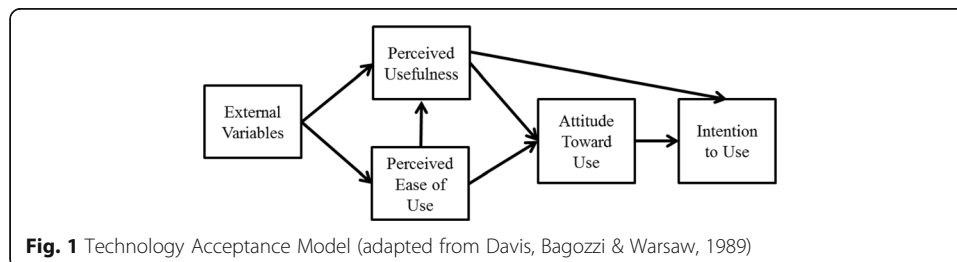 Perceived
Usefulness
External
Variables
Attitude
Toward
Use
Intention
to Use
Perceived
Ease of
Use
Fig. 1 Technology Acceptance Model (adapted from Davis, Bagozzi & Warsaw, 1989)